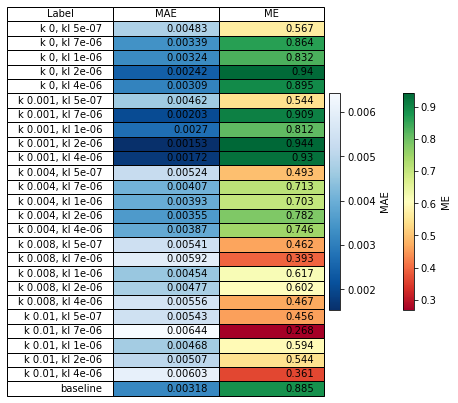 Label MAE ME
k 0, kl 5e-07 0.00483 0.567
k 0, kl 7e-06 0.00339 0.864
k 0, kl 1e-06 0.00324 0.832
k 0, kl 2e-06 0.00242 0.94
k 0, kl 4e-06 0.00309 0.895
k 0.001, kl 5e-07 0.00462 0.544
k 0.001, kl 7e-06 0.00203 0.909
k 0.001, kl 1e-06 0.0027 0.812
k 0.001, kl 2e-06 0.00153 0.944
k 0.001, kl 4e-06 0.00172 0.93
k 0.004, kl 5e-07 0.00524 0.493
k 0.004, kl 7e-06 0.00407 0.713
k 0.004, kl 1e-06 0.00393 0.703
k 0.004, kl 2e-06 0.00355 0.782
k 0.004, kl 4e-06 0.00387 0.746
k 0.008, kl 5e-07 0.00541 0.462
k 0.008, kl 7e-06 0.00592 0.393
k 0.008, kl 1e-06 0.00454 0.617
k 0.008, kl 2e-06 0.00477 0.602
k 0.008, kl 4e-06 0.00556 0.467
k 0.01, kl 5e-07 0.00543 0.456
k 0.01, kl 7e-06 0.00644 0.268
k 0.01, kl 1e-06 0.00468 0.594
k 0.01, kl 2e-06 0.00507 0.544
k 0.01, kl 4e-06 0.00603 0.361
baseline 0.00318 0.885
0.006
0.005
0.004
0.003
0.002
MAE
0.9
0.8
0.7
0.6
0.5
0.4
0.3
ME